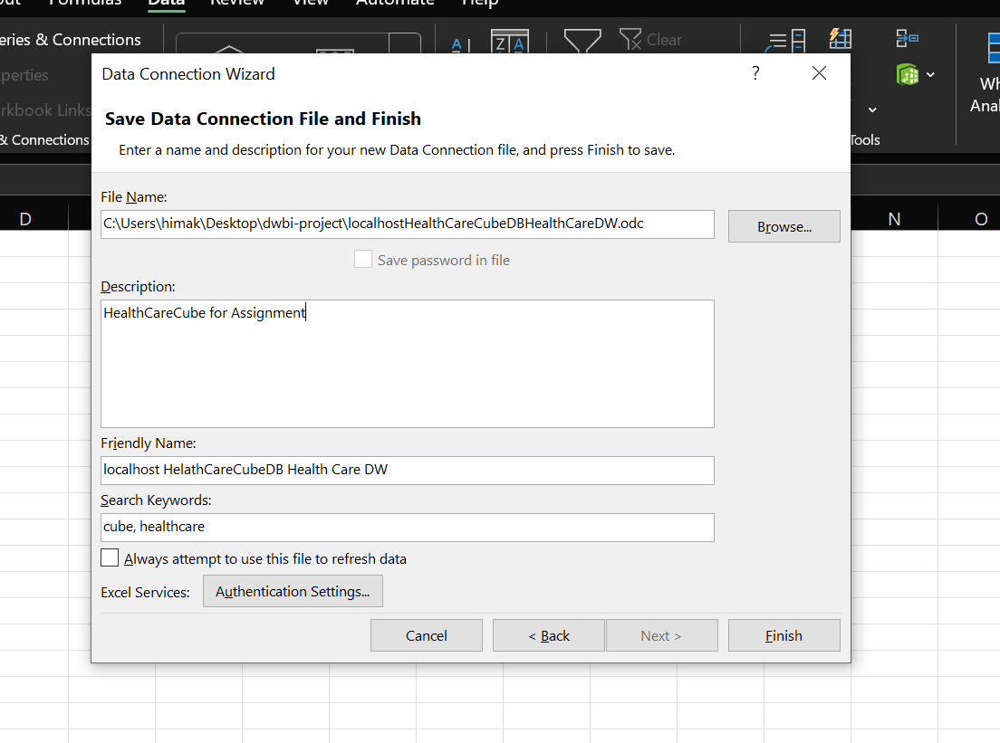 Formulas Data Review View Automate Help
eries & Connections
Z A
A
Clear
perties
rkbook Links
& Connections
Tools
Wh
Anal
D
N
O
Data Connection Wizard
?
Save Data Connection File and Finish
Enter a name and description for your new Data Connection file, and press Finish to save.
File Name:
C:\Users\himak\Desktop\dwbi-project\localhostHealthCareCubeDBHealthCareDW.odc
Browse...
Save password in file
Description:
HealthCareCube for Assignment
Friendly Name:
localhost HelathCareCubeDB Health Care DW
Search Keywords:
cube, healthcare
Always attempt to use this file to refresh data
Excel Services:
Authentication Settings...
Cancel
< Back
Next >
Finish